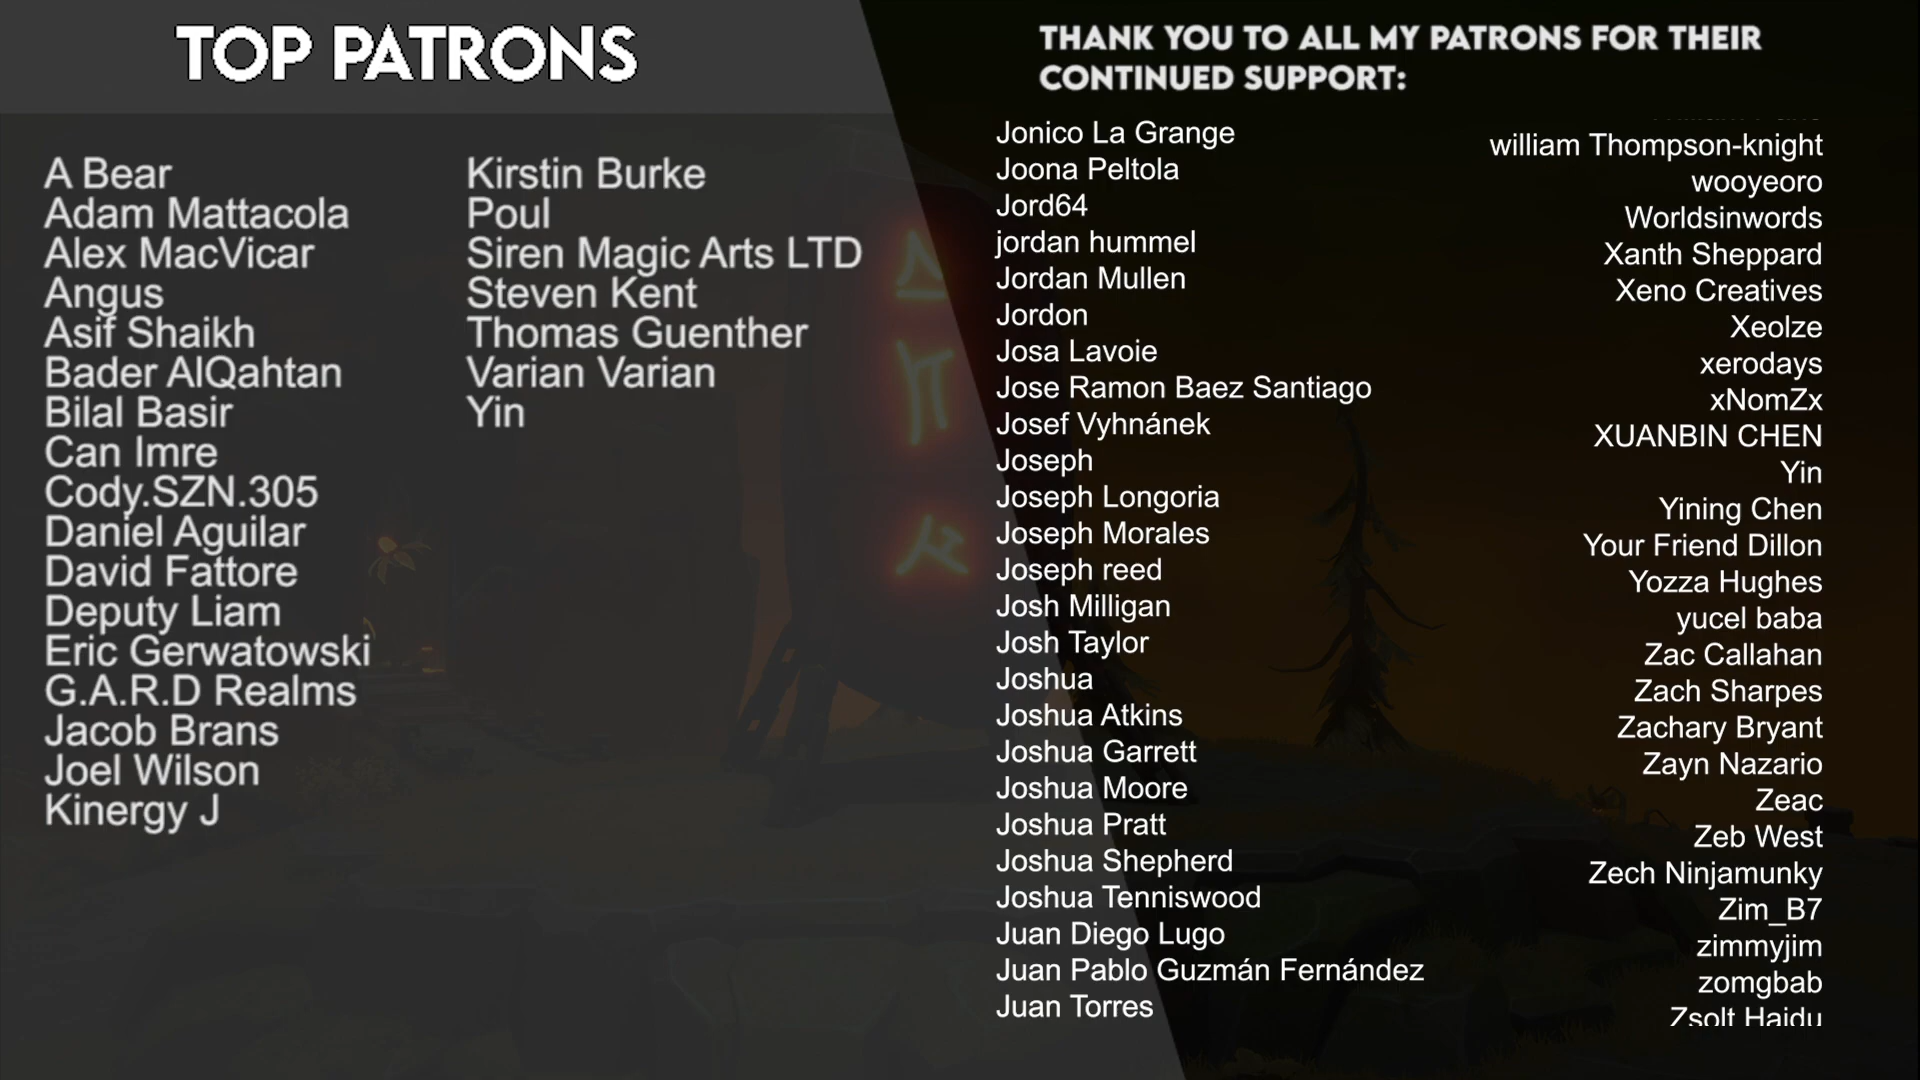 TOP PATRONS
A Bear
Adam Mattacola
Alex MacVicar
Angus
Asif Shaikh
Bader AlQahtan
Bilal Basir
Can Imre
Cody.SZN.305
Daniel Aguilar
David Fattore
Deputy Liam
Eric Gerwatowski
G.A.R.D Realms
Jacob Brans
Joel Wilson
Kinergy J
Kirstin Burke
Poul
Siren Magic Arts LTD
Steven Kent
Thomas Guenther
Varian Varian
Yin
THANK YOU TO ALL MY PATRONS FOR THEIR
CONTINUED SUPPORT:
Jonico La Grange
Joona Peltola
Jord64
jordan hummel
Jordan Mullen
Jordon
Josa Lavoie
Jose Ramon Baez Santiago
Josef Vyhnánek
Joseph
Joseph Longoria
Joseph Morales
Joseph reed
Josh Milligan
Josh Taylor
Joshua
Joshua Atkins
Joshua Garrett
Joshua Moore
Joshua Pratt
Joshua Shepherd
Joshua Tenniswood
Juan Diego Lugo
Juan Pablo Guzmán Fernández
Juan Torres
william Thompson-knight
wooyeoro
Worldsinwords
Xanth Sheppard
Xeno Creatives
Xeolze
xerodays
xNomZx
XUANBIN CHEN
Yin
Yining Chen
Your Friend Dillon
Yozza Hughes
yucel baba
Zac Callahan
Zach Sharpes
Zachary Bryant
Zayn Nazario
Zeac
Zeb West
Zech Ninjamunky
Zim_B7
zimmyjim
zomgbab
Zsolt Hajdu